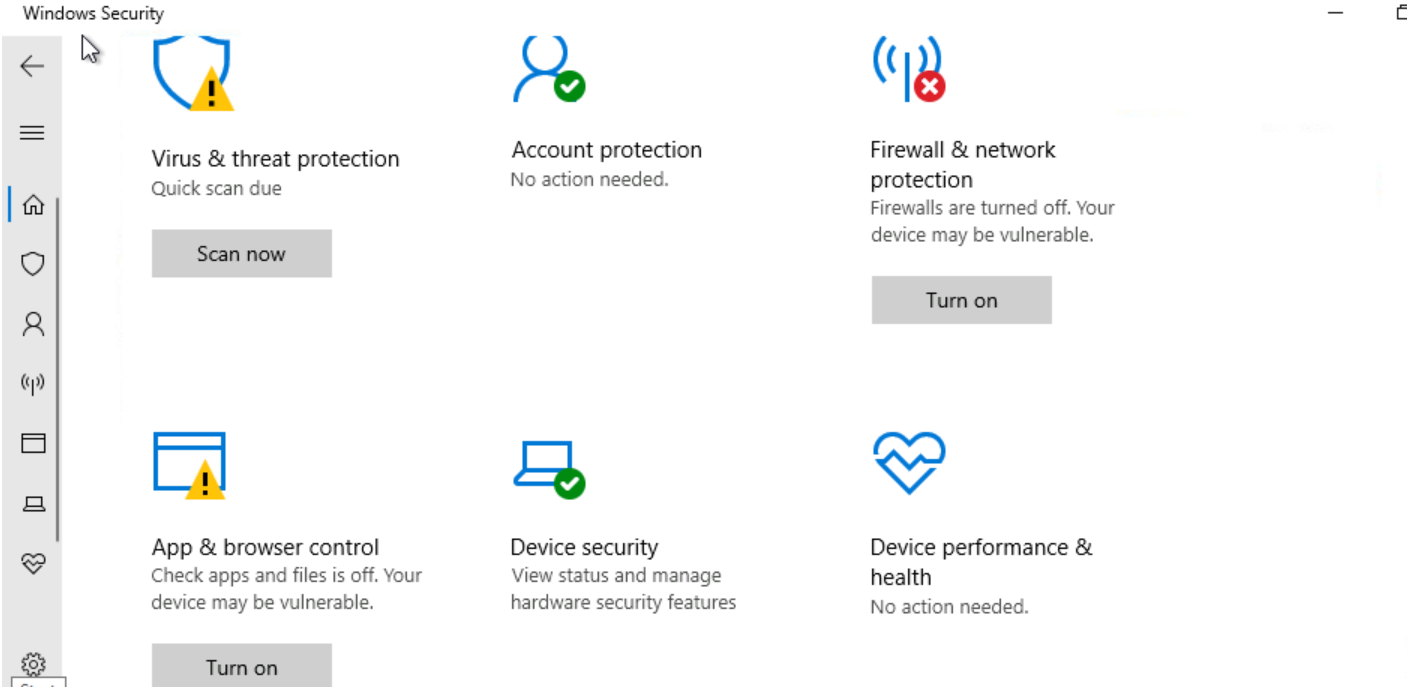 Windows Security
Virus & threat protection
Quick scan due
Scan now
Account protection
No action needed.
Firewall & network
protection
Firewalls are turned off. Your
device may be vulnerable.
Turn on
App & browser control
Check apps and files is off. Your
device may be vulnerable.
Turn on
Device security
View status and manage
hardware security features
Device performance &
health
No action needed.